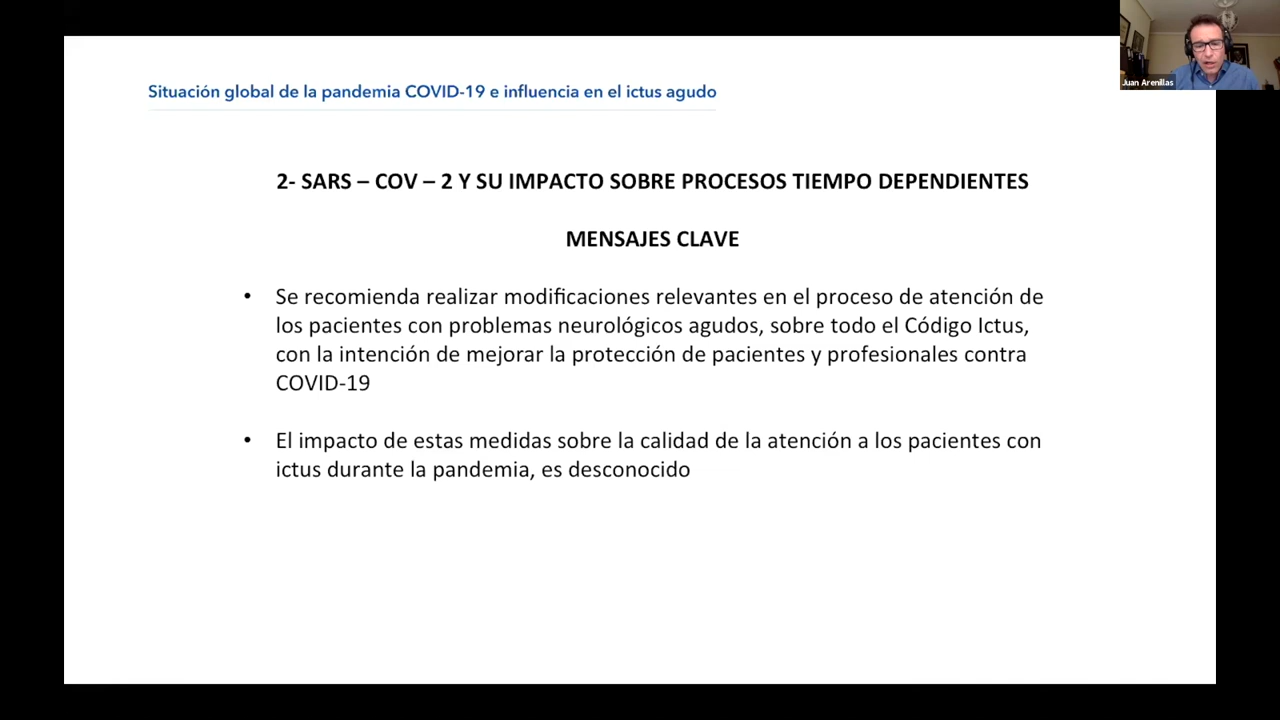 Situación global de la pandemia COVID-19 e influencia en el ictus agudo
Juan Arenillas
2- SARS – COV – 2 Y SU IMPACTO SOBRE PROCESOS TIEMPO DEPENDIENTES
MENSAJES CLAVE
• Se recomienda realizar modificaciones relevantes en el proceso de atención de
los pacientes con problemas neurológicos agudos, sobre todo el Código Ictus,
con la intención de mejorar la protección de pacientes y profesionales contra
COVID-19
• El impacto de estas medidas sobre la calidad de la atención a los pacientes con
ictus durante la pandemia, es desconocido